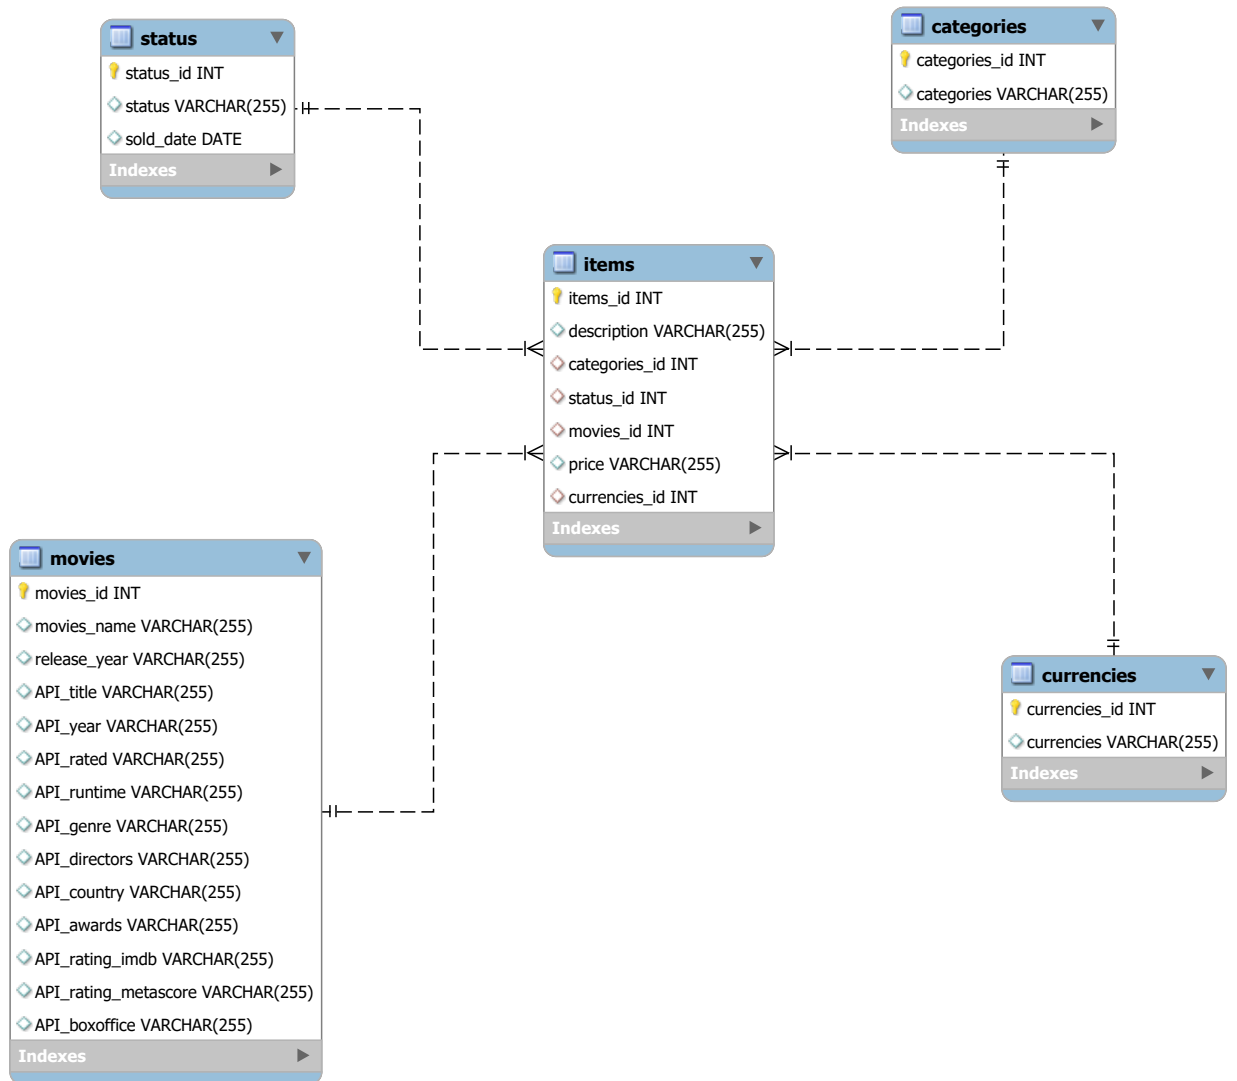 status
status_id INT
status VARCHAR(255)
sold_date DATE
Indexes
categories
categories_id INT
categories VARCHAR(255)
Indexes
items
items_id INT
description VARCHAR(255)
categories_id INT
status_id INT
movies_id INT
price VARCHAR(255)
currencies_id INT
Indexes
movies
movies_id INT
movies_name VARCHAR(255)
release_year VARCHAR(255)
API_title VARCHAR(255)
API_year VARCHAR(255)
API_rated VARCHAR(255)
API_runtime VARCHAR(255)
API_genre VARCHAR(255)
API_directors VARCHAR(255)
API_country VARCHAR(255)
API_awards VARCHAR(255)
API_rating_imdb VARCHAR(255)
API_rating_metascore VARCHAR(255)
API_boxoffice VARCHAR(255)
Indexes
currencies
currencies_id INT
currencies VARCHAR(255)
Indexes